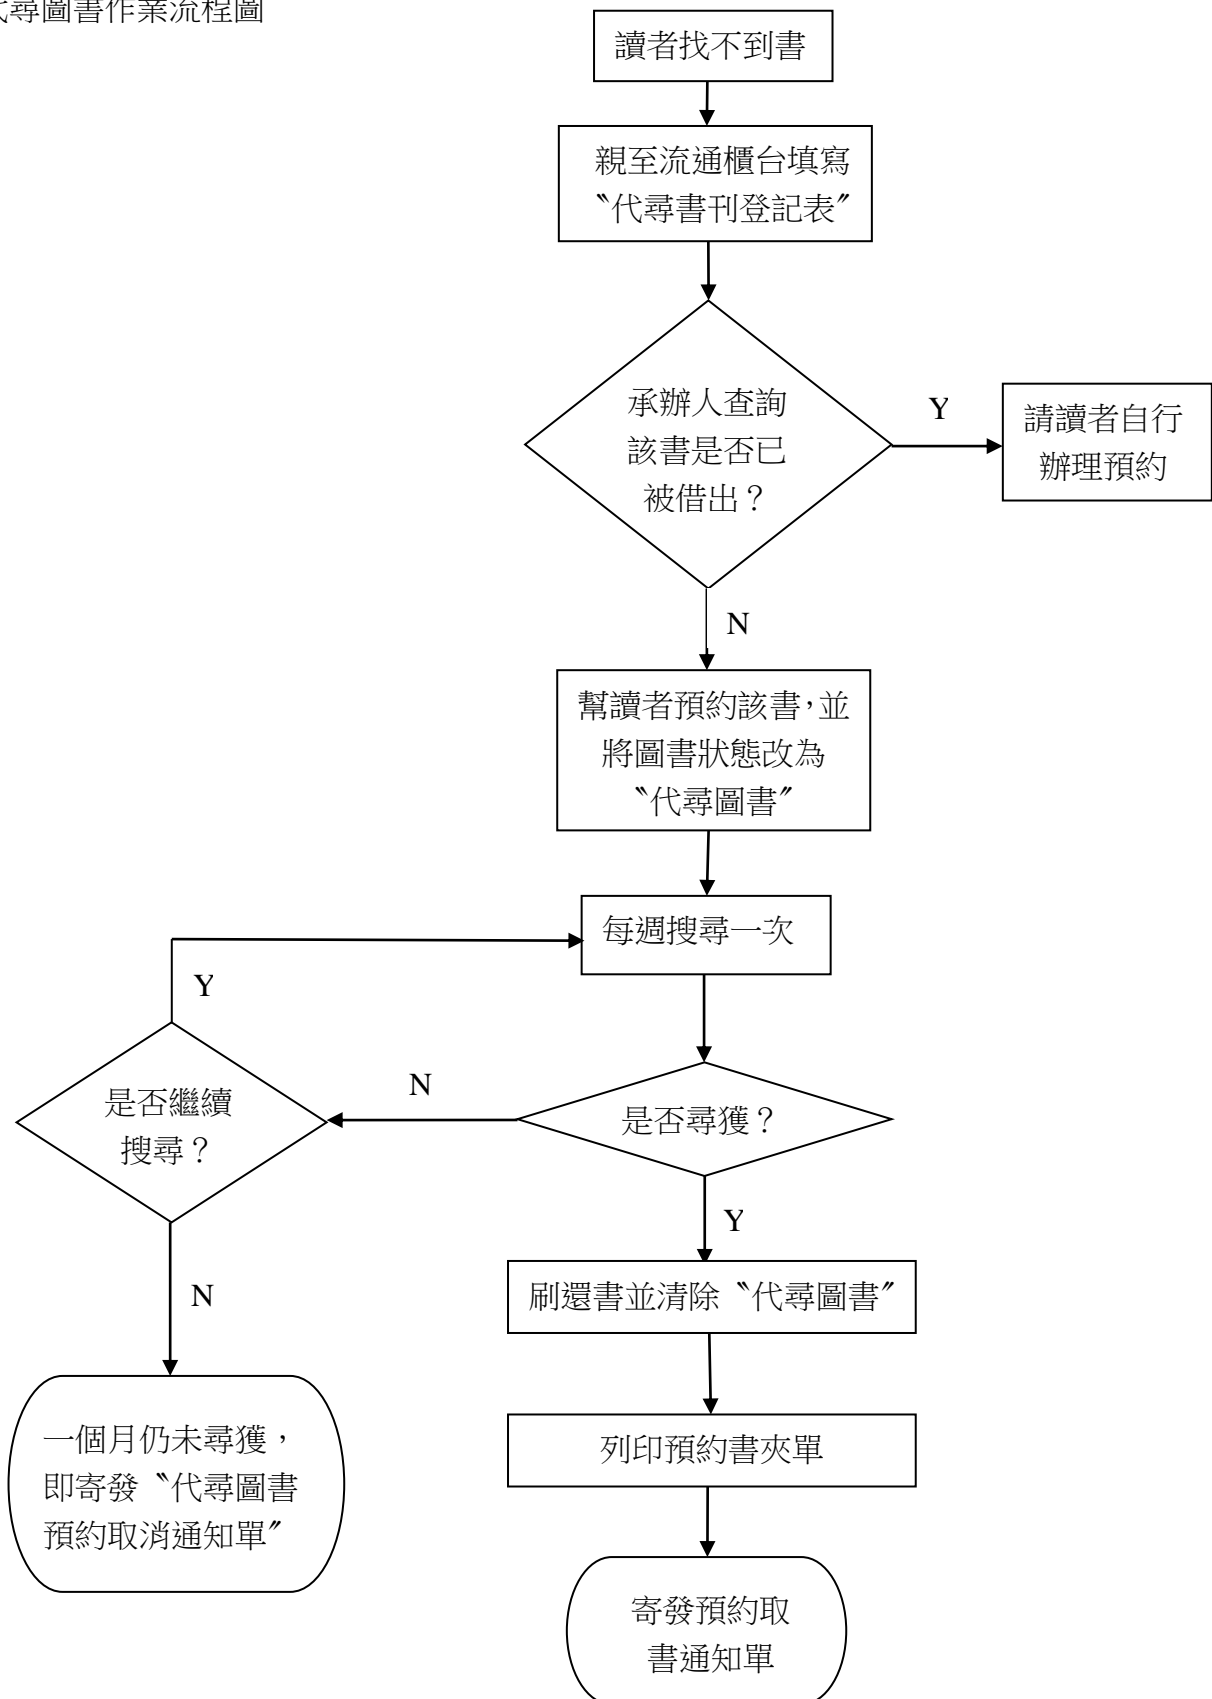 代尋圖書作業流程圖
讀者找不到書
親至流通櫃台填寫
〝代尋書刊登記表〞
承辦人查詢
該書是否已
被借出？
Y
請讀者自行
辦理預約
N
幫讀者預約該書，並
將圖書狀態改為
〝代尋圖書〞
每週搜尋一次
Y
是否繼續
搜尋？
N
是否尋獲？
Y
刷還書並清除〝代尋圖書〞
N
一個月仍未尋獲，
即寄發〝代尋圖書
預約取消通知單〞
列印預約書夾單
寄發預約取
書通知單